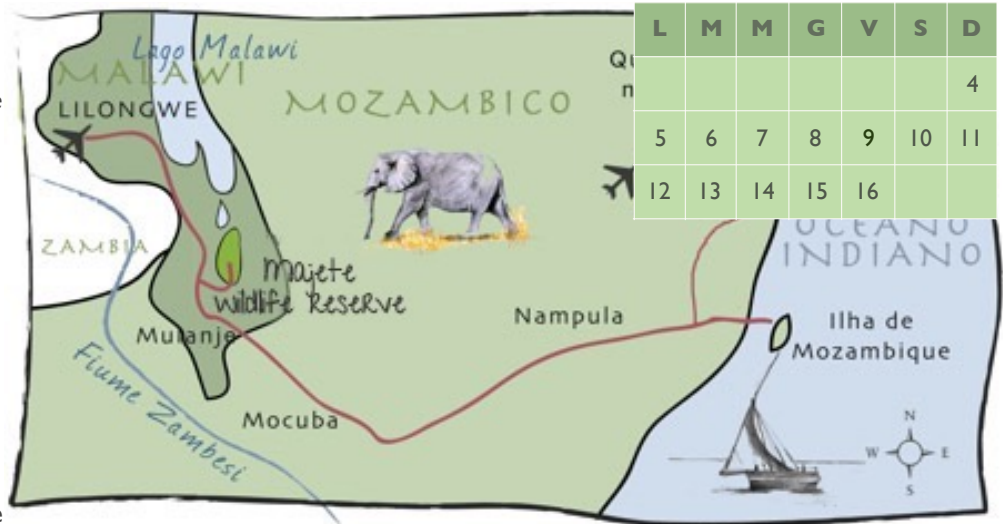 L M M G V S D
4
5 6 7 8 9 10 11
12 13 14 15 16
Lago Malawi
MALAWI
LILONGWE
MOZAMBICO
ZAMBIA
OCEANO
INDIANO
Majete
wildlife Reserve
Nampula
Ilha de
Mozambique
Mulanje
Fiume Zambesi
Mocuba
N
W E
S